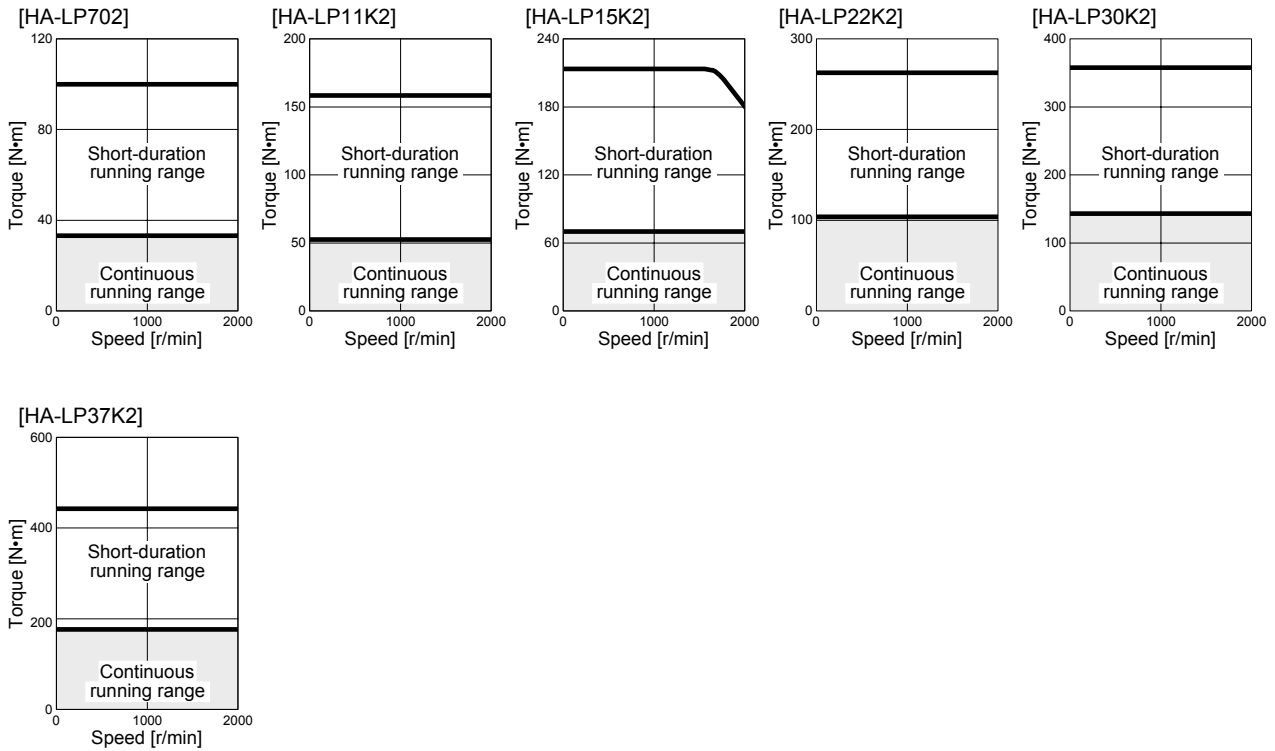 [HA-LP702]
120
80
40
0
Torque [N•m]
Short-duration
running range
Continuous
running range
0 1000 2000
Speed [r/min]
[HA-LP11K2]
200
150
100
50
0
Torque [N•m]
Short-duration
running range
Continuous
running range
0 1000 2000
Speed [r/min]
[HA-LP15K2]
240
180
120
60
0
Torque [N•m]
Short-duration
running range
Continuous
running range
0 1000 2000
Speed [r/min]
[HA-LP22K2]
300
200
100
0
Torque [N•m]
Short-duration
running range
Continuous
running range
0 1000 2000
Speed [r/min]
[HA-LP30K2]
400
300
200
100
0
Torque [N•m]
Short-duration
running range
Continuous
running range
0 1000 2000
Speed [r/min]
[HA-LP37K2]
600
400
200
0
Torque [N•m]
Short-duration
running range
Continuous
running range
0 1000 2000
Speed [r/min]